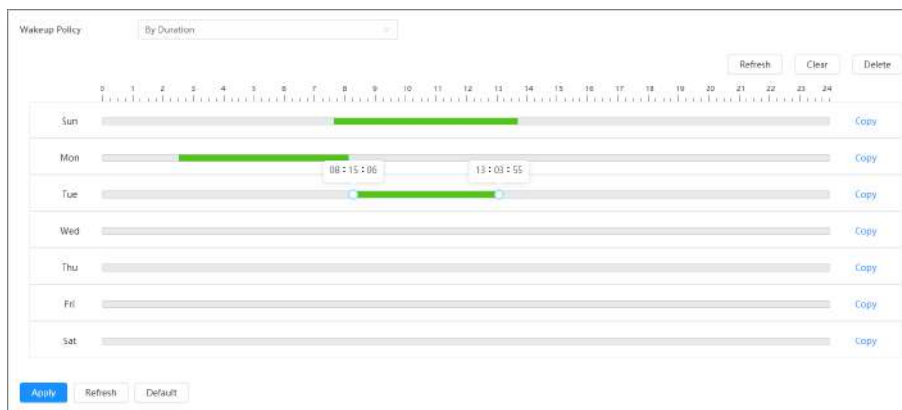 Wakeup Policy By Duration
Refresh Clear Delete
0 1 2 3 4 5 6 7 8 9 10 11 12 13 14 15 16 17 18 19 20 21 22 23 24
Sun Copy
Mon Copy
08:15:06 13:03:55
Tue Copy
Wed Copy
Thu Copy
Fri Copy
Sat Copy
Apply Refresh Default